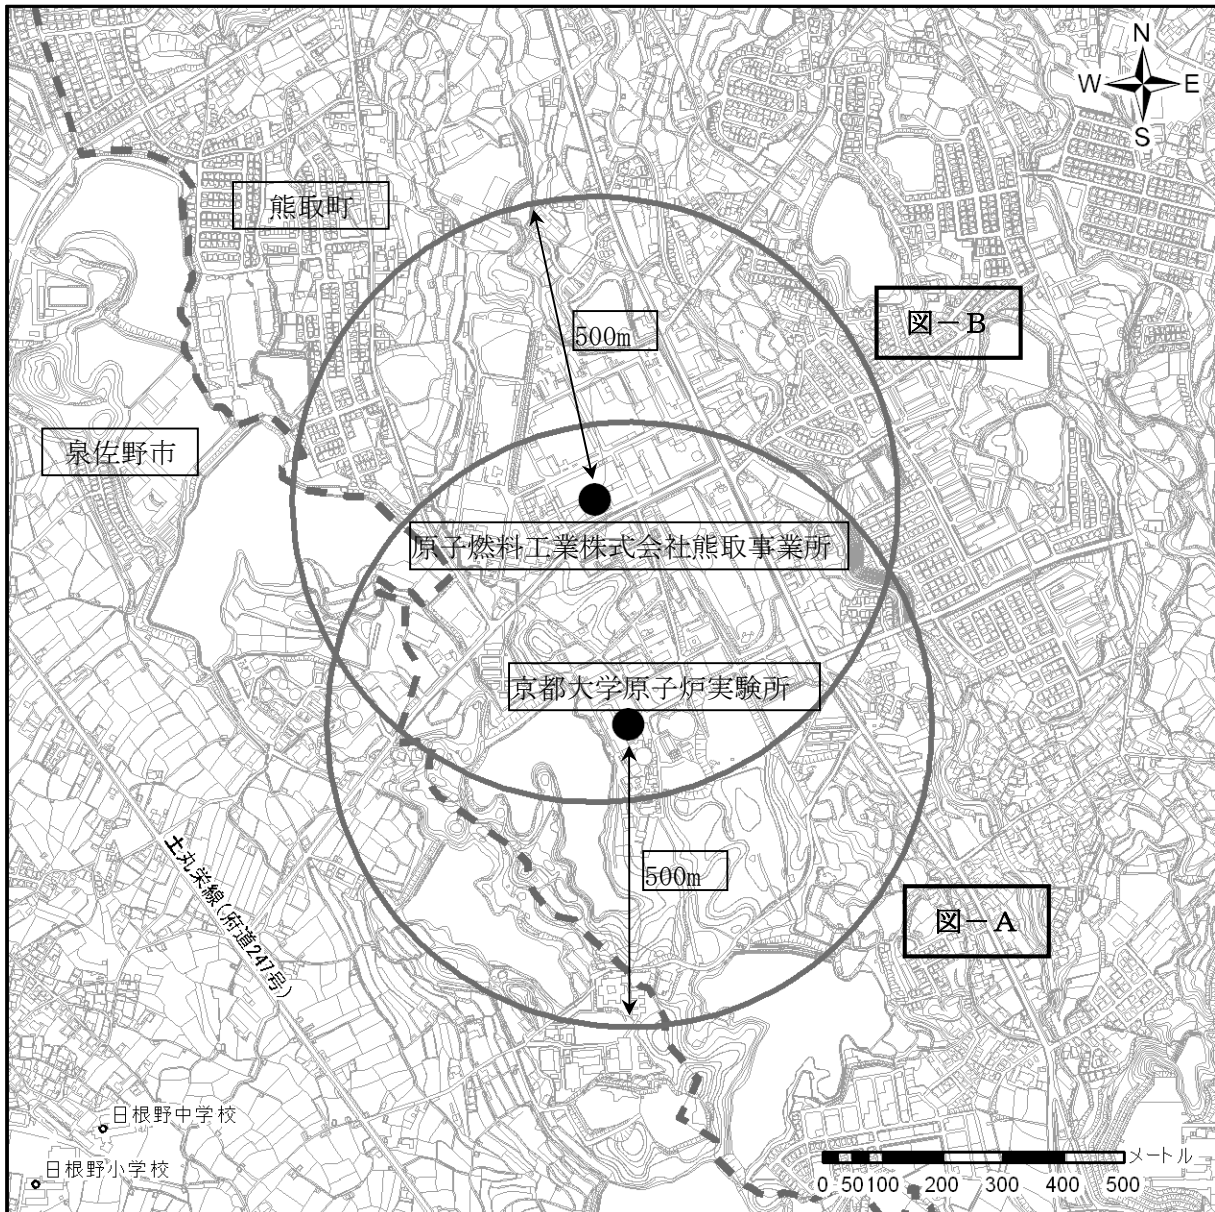 N
W E
S
熊取町
図－B
500m
泉佐野市
原子燃料工業株式会社熊取事業所
京都大学原子炉実験所
500m
図－A
土丸栄線(府道247号)
日根野中学校
日根野小学校
メートル
0 50 100 200 300 400 500